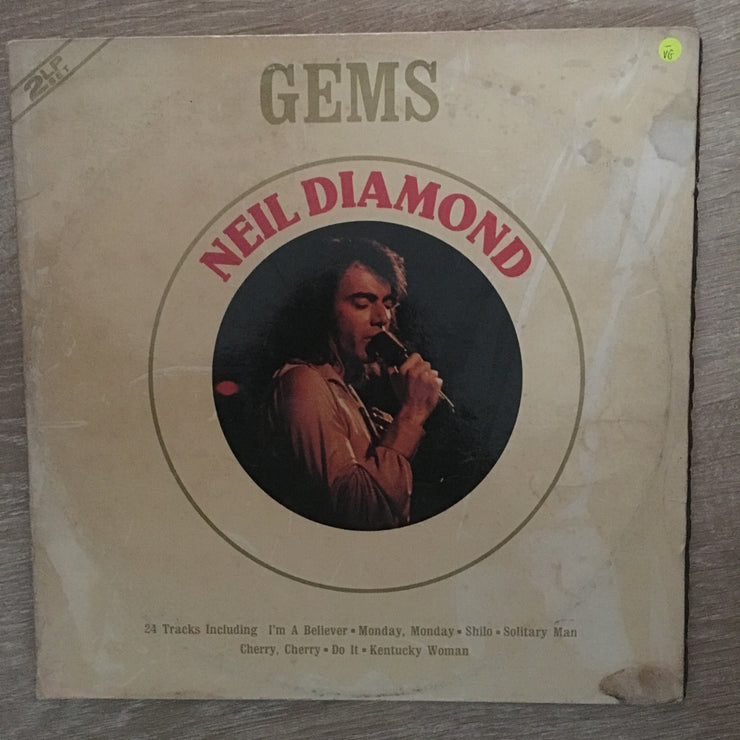 2LP
SET
VG
GEMS
NEIL DIAMOND
24 Tracks Including I'm A Believer ▪ Monday, Monday ▪ Shilo ▪ Solitary Man
Cherry, Cherry ▪ Do It ▪ Kentucky Woman